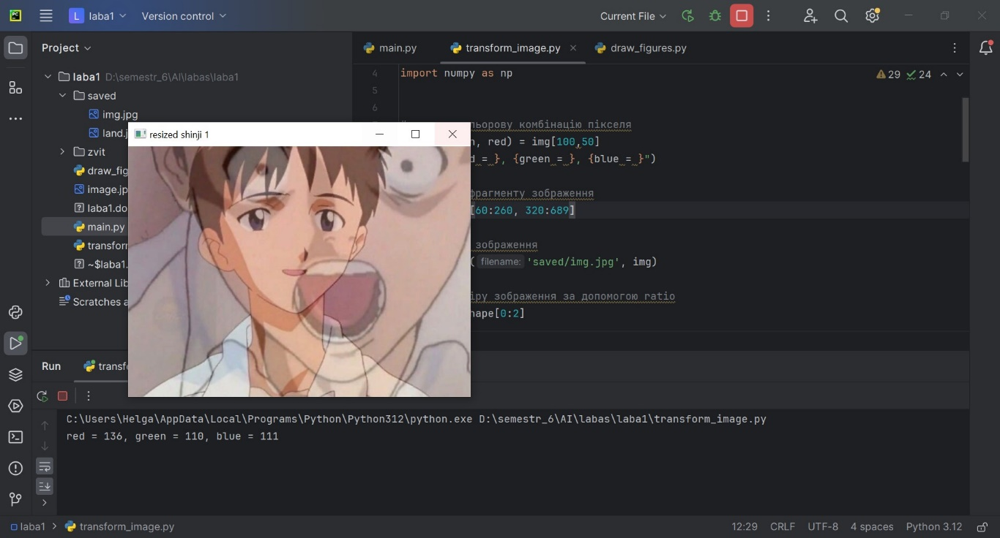 PC
L laba1
Version control
Current File
Project
main.py
transform_image.py
draw_figures.py
laba1 D:\semestr_6\AI\labas\laba1
saved
img.jpg
land.j
zvit
draw_fig
image.jp
laba1.do
main.py
transfor
~$laba1.
External Lib
Scratches a
resized shinji 1
29 24
4 import numpy as np
5
6
льорову комбінацію пікселя
n, red) = img[100,50]
d = }, {green = }, {blue = }")
фрагменту зображення
[60:260, 320:689]
зображення
( filename: 'saved/img.jpg', img)
іру зображення за допомогою ratio
hape[0:2]
Run
transf
C:\Users\Helga\AppData\Local\Programs\Python\Python312\python.exe D:\semestr_6\AI\labas\laba1\transform_image.py
red = 136, green = 110, blue = 111
laba1 > transform_image.py
12:29 CRLF UTF-8 4 spaces Python 3.12